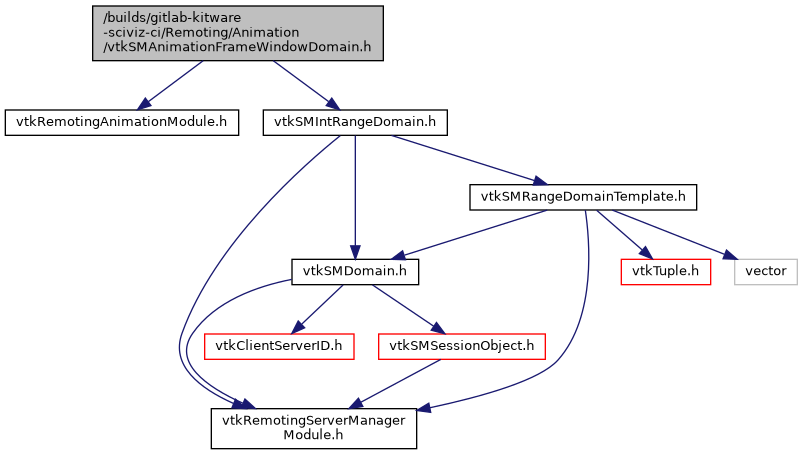 /builds/gitlab-kitware
-sciviz-ci/Remoting/Animation
/vtkSMAnimationFrameWindowDomain.h
vtkRemotingAnimationModule.h
vtkSMIntRangeDomain.h
vtkSMRangeDomainTemplate.h
vtkSMDomain.h
vtkTuple.h
vector
vtkClientServerID.h
vtkSMSessionObject.h
vtkRemotingServerManager
Module.h